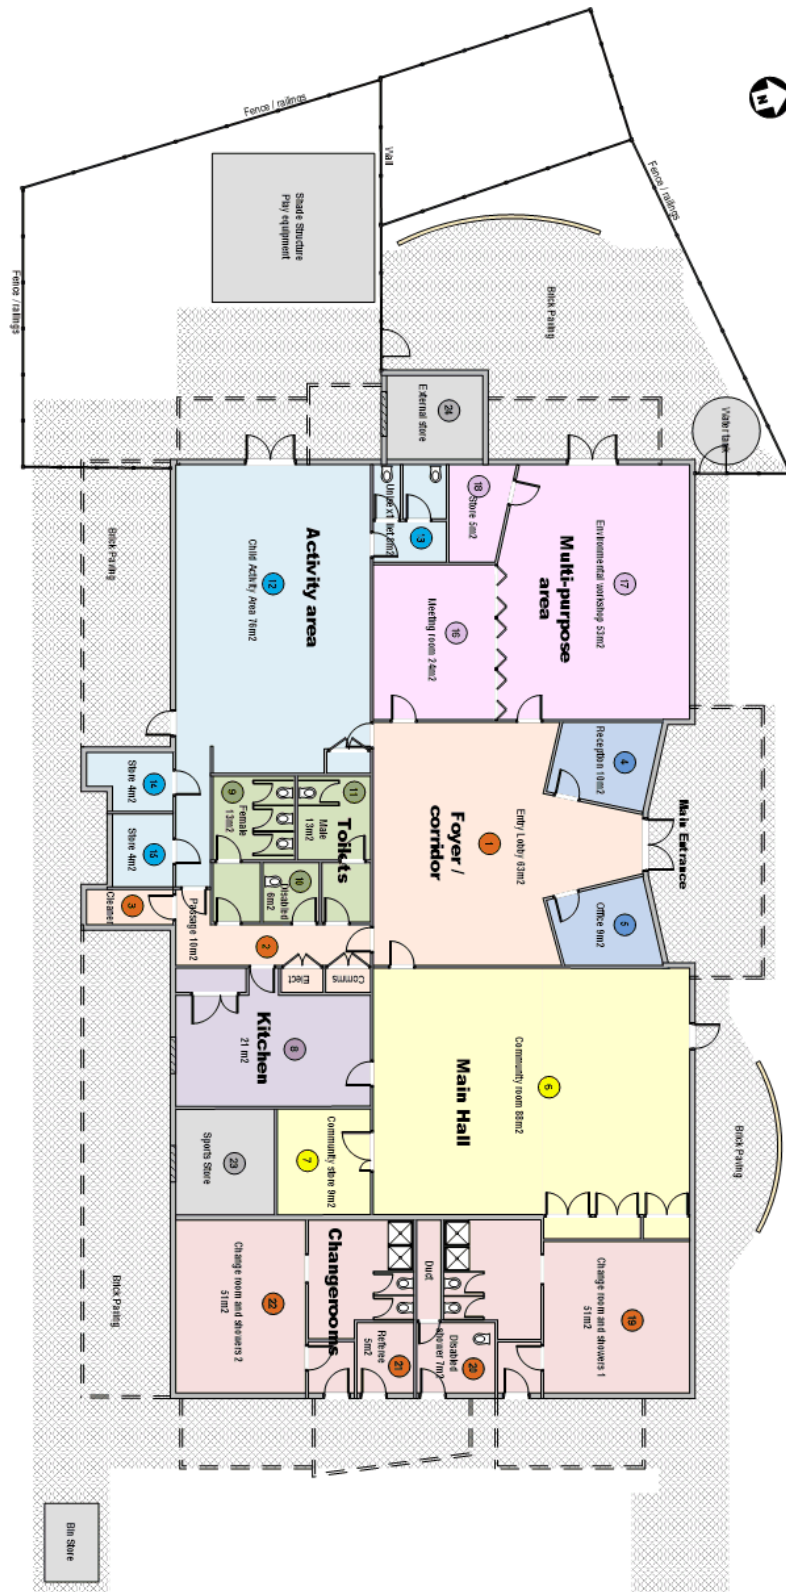 N
Fence / railings
Wall
Fence / railings
Shade Structure
Play equipment
Fence / railings
Brick Paving
24
External store
Water tank
18
Store 5m2
13
Brick Paving
12
Child Activity Area 76m2
Activity area
17
Environmental workshop 53m2
Multi-purpose
area
16
Meeting room 24m2
4
Reception 10m2
Main Entrance
1
Entry Lobby 63m2
Foyer /
corridor
5
Office 9m2
14
Store 4m2
15
Store 4m2
3
Cleaner
9
Female
13m2
11
Male
13m2
Toilets
10
Disabled
6m2
2
Passage 10m2
Elect
Comms
8
Kitchen
21 m2
6
Community room 88m2
Main Hall
Brick Paving
7
Community store 9m2
23
Sports Store
Brick Paving
22
Change room and showers 2
51m2
Changerooms
Duct
21
Referee
5m2
20
Disabled
shower 7m2
19
Change room and showers 1
51m2
Bin Store